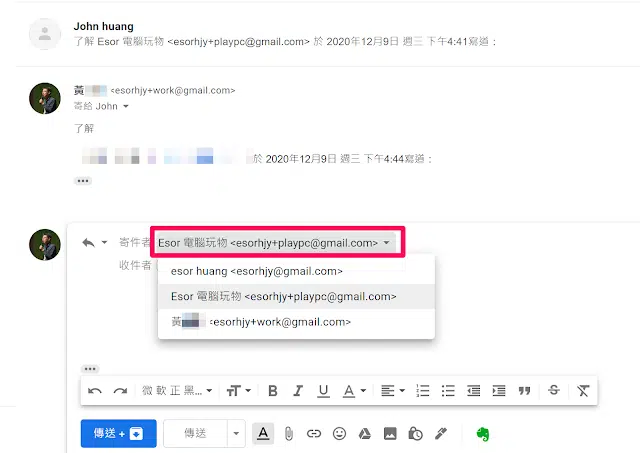 John huang
了解 Esor 電腦玩物 <esorhjy+playpc@gmail.com> 於 2020年12月9日 週三 下午4:41寫道：
黃 <esorhjy+work@gmail.com>
寄給 John
了解
於 2020年12月9日 週三 下午4:44寫道：
寄件者 Esor 電腦玩物 <esorhjy+playpc@gmail.com>
收件者
esor huang <esorhjy@gmail.com>
Esor 電腦玩物 <esorhjy+playpc@gmail.com>
黃 <esorhjy+work@gmail.com>
微軟正黑... B I U A S
傳送 + 傳送 A